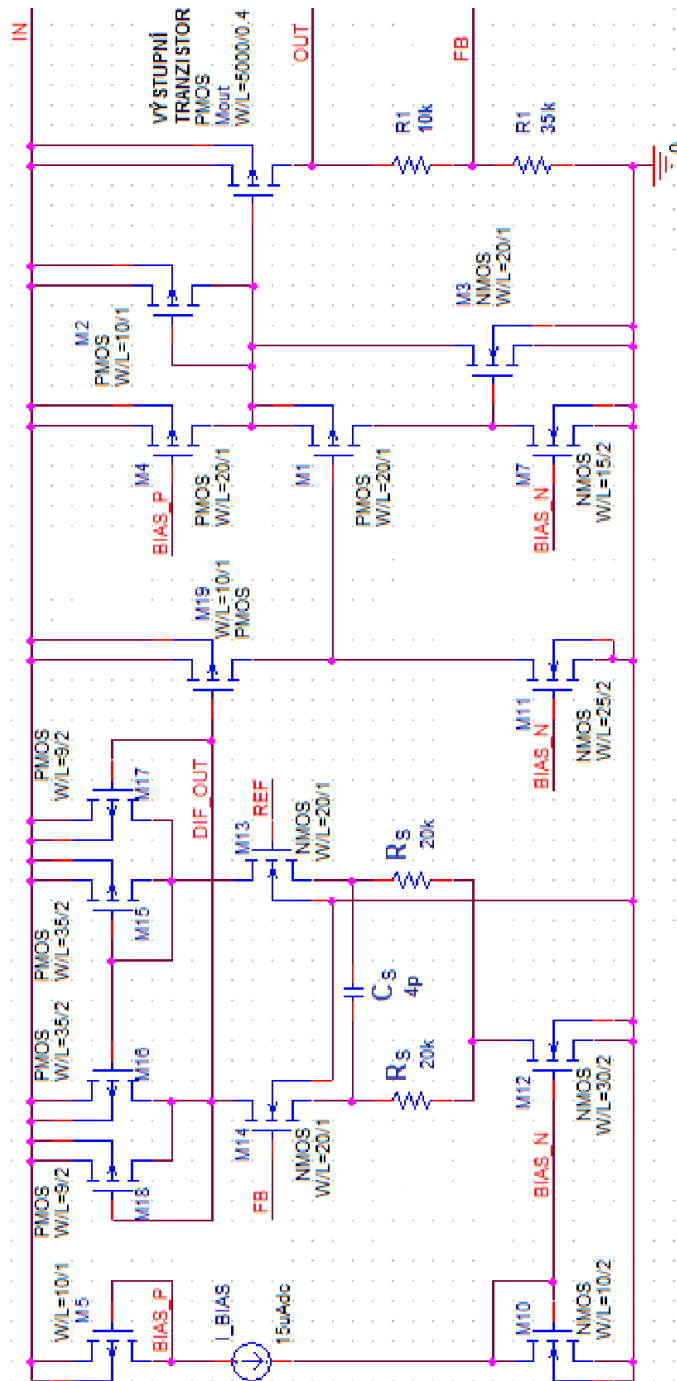 IN
VÝSTUPNÍ
TRANZISTOR
PMOS
Mout
W/L=5000/0.4
OUT
FB
R1
10k
R1
35k
0
M2
PMOS
W/L=10/1
M3
NMOS
W/L=20/1
M4
BIAS_P
PMOS
W/L=20/1
M1
PMOS
W/L=20/1
M7
BIAS_N
NMOS
W/L=15/2
M19
W/L=10/1
PMOS
M11
BIAS_N
NMOS
W/L=25/2
PMOS
W/L=9/2
M17
DIF_OUT
REF
M13
NMOS
W/L=20/1
RS
20k
PMOS
W/L=35/2
M15
CS
4p
PMOS
W/L=35/2
M16
RS
20k
M12
NMOS
W/L=30/2
PMOS
W/L=9/2
M18
M14
FB
NMOS
W/L=20/1
BIAS_N
W/L=10/1
M5
BIAS_P
I_BIAS
15uAdc
M10
NMOS
W/L=10/2